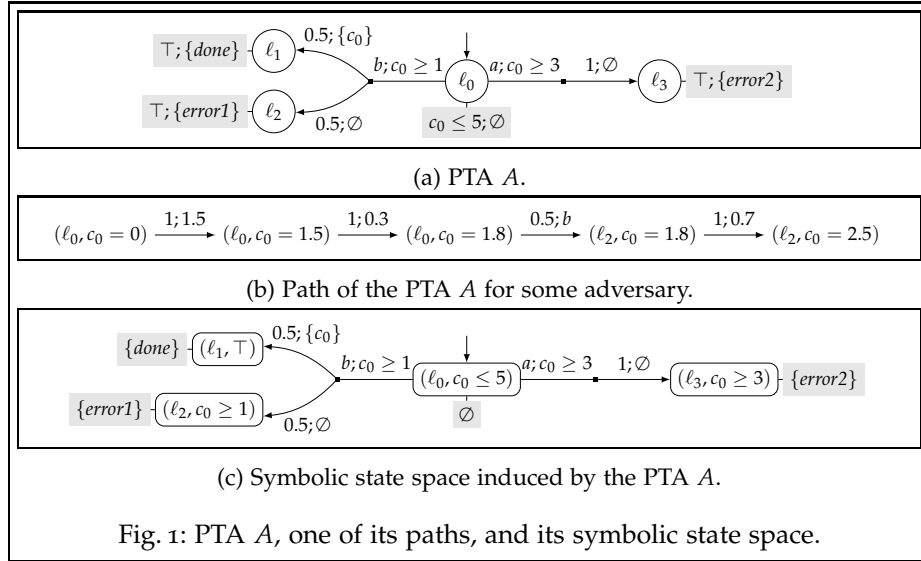 0.5; {c₀}
⊤; {done} ℓ₁
b; c₀ ≥ 1 ℓ₀ a; c₀ ≥ 3 1; ∅ ℓ₃ ⊤; {error2}
⊤; {error1} ℓ₂
0.5; ∅ c₀ ≤ 5; ∅
(a) PTA A.
1; 1.5 1; 0.3 0.5; b 1; 0.7
(ℓ₀, c₀ = 0) (ℓ₀, c₀ = 1.5) (ℓ₀, c₀ = 1.8) (ℓ₂, c₀ = 1.8) (ℓ₂, c₀ = 2.5)
(b) Path of the PTA A for some adversary.
0.5; {c₀}
{done} (ℓ₁, ⊤)
b; c₀ ≥ 1 (ℓ₀, c₀ ≤ 5) a; c₀ ≥ 3 1; ∅ (ℓ₃, c₀ ≥ 3) {error2}
{error1} (ℓ₂, c₀ ≥ 1) ∅
0.5; ∅
(c) Symbolic state space induced by the PTA A.
Fig. 1: PTA A, one of its paths, and its symbolic state space.